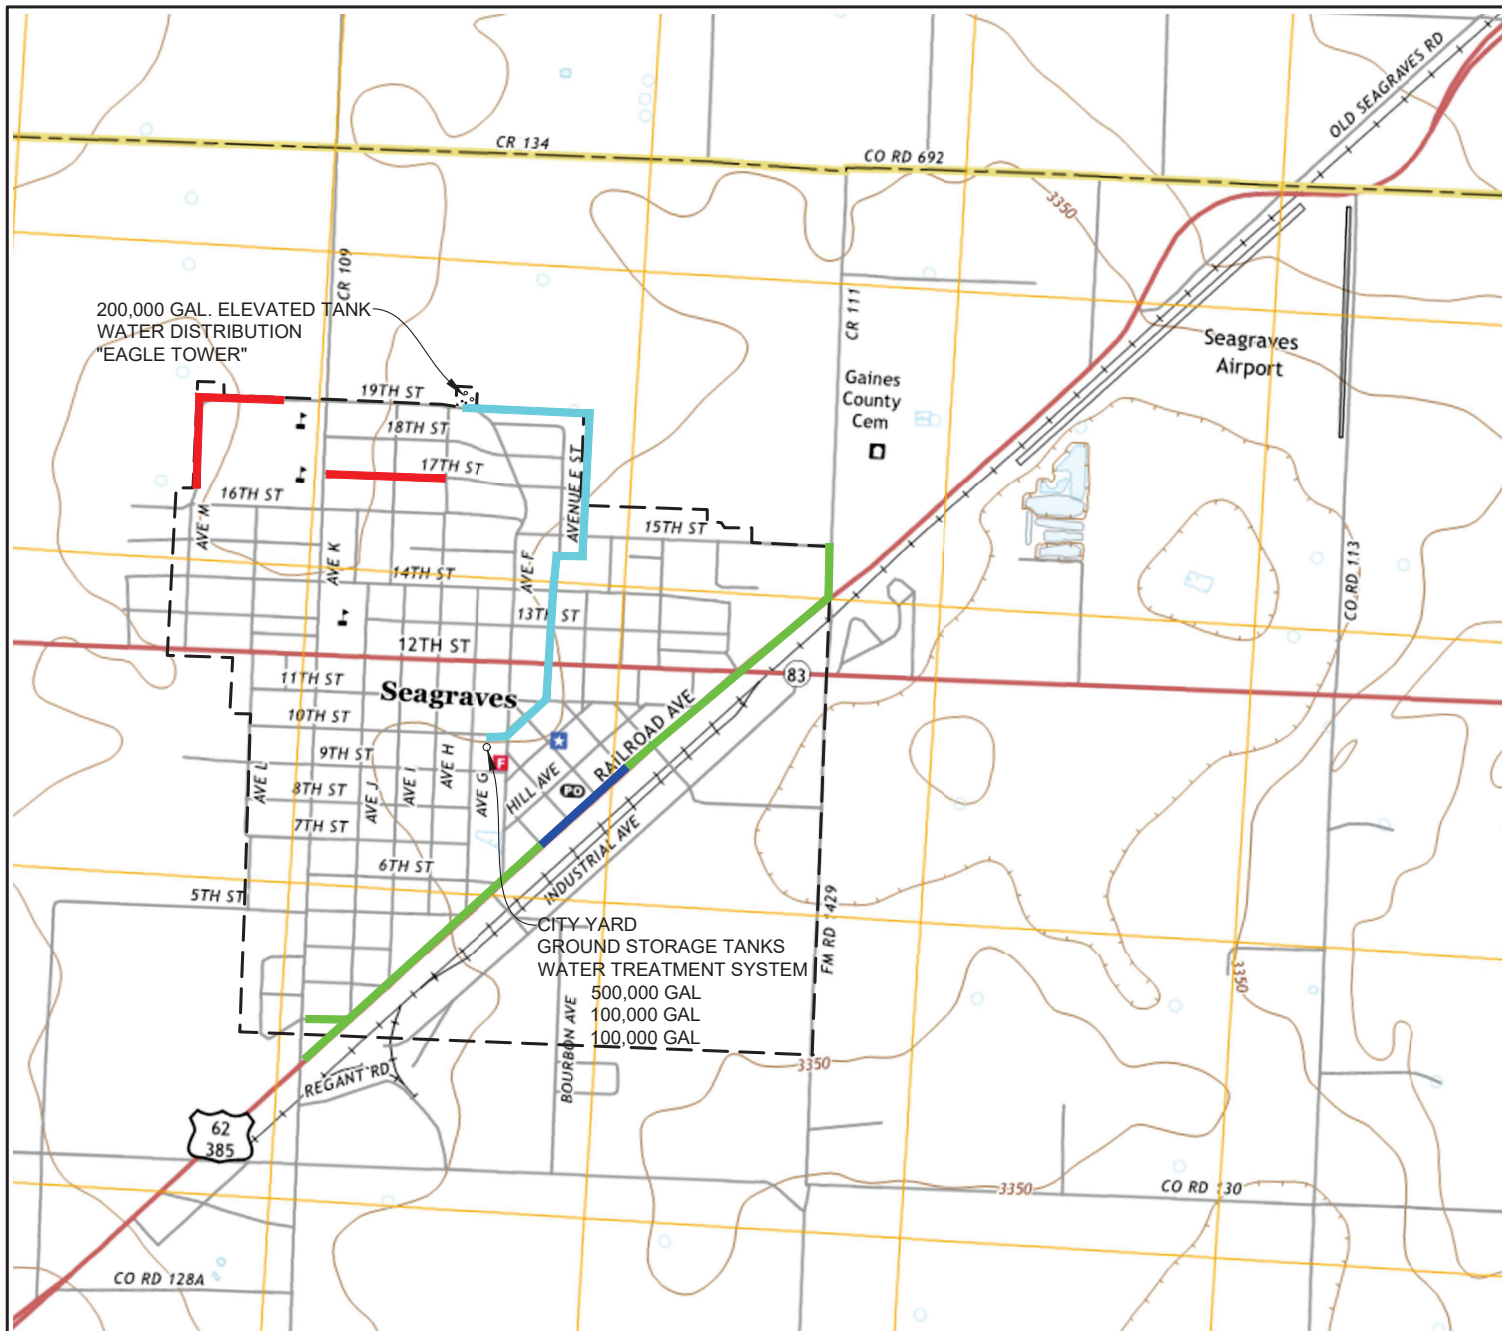 OLD SEAGRAVES RD
CR 134
CO RD 692
3350
CR 109
CR 111
200,000 GAL. ELEVATED TANK
WATER DISTRIBUTION
"EAGLE TOWER"
Seagraves
Airport
Gaines
County
Cem
19TH ST
18TH ST
17TH ST
16TH ST
AVENUE E ST
15TH ST
AVE M
AVE K
AVE F
14TH ST
13TH ST
CO RD 113
12TH ST
83
11TH ST
Seagraves
10TH ST
RAILROAD AVE
9TH ST
AVE L
AVE J
AVE I
AVE H
AVE G
F
HILL AVE
PO
8TH ST
7TH ST
6TH ST
INDUSTRIAL AVE
5TH ST
CITY YARD
GROUND STORAGE TANKS
WATER TREATMENT SYSTEM
500,000 GAL
100,000 GAL
100,000 GAL
FM RD 1429
3350
BOURBON AVE
3350
REGANT RD
62
385
3350
CO RD 130
CO RD 128A